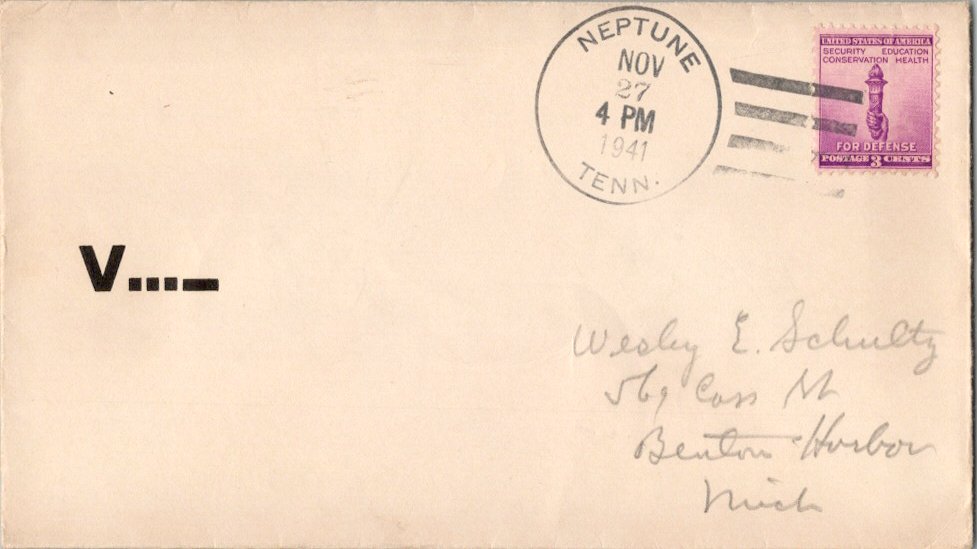 NEPTUNE
NOV
27
4 PM
1941
TENN.
UNITED STATES OF AMERICA
SECURITY EDUCATION
CONSERVATION HEALTH
FOR DEFENSE
POSTAGE 3 CENTS
V...._
Wesley E. Schultz
569 Cass St
Benton Harbor
Mich